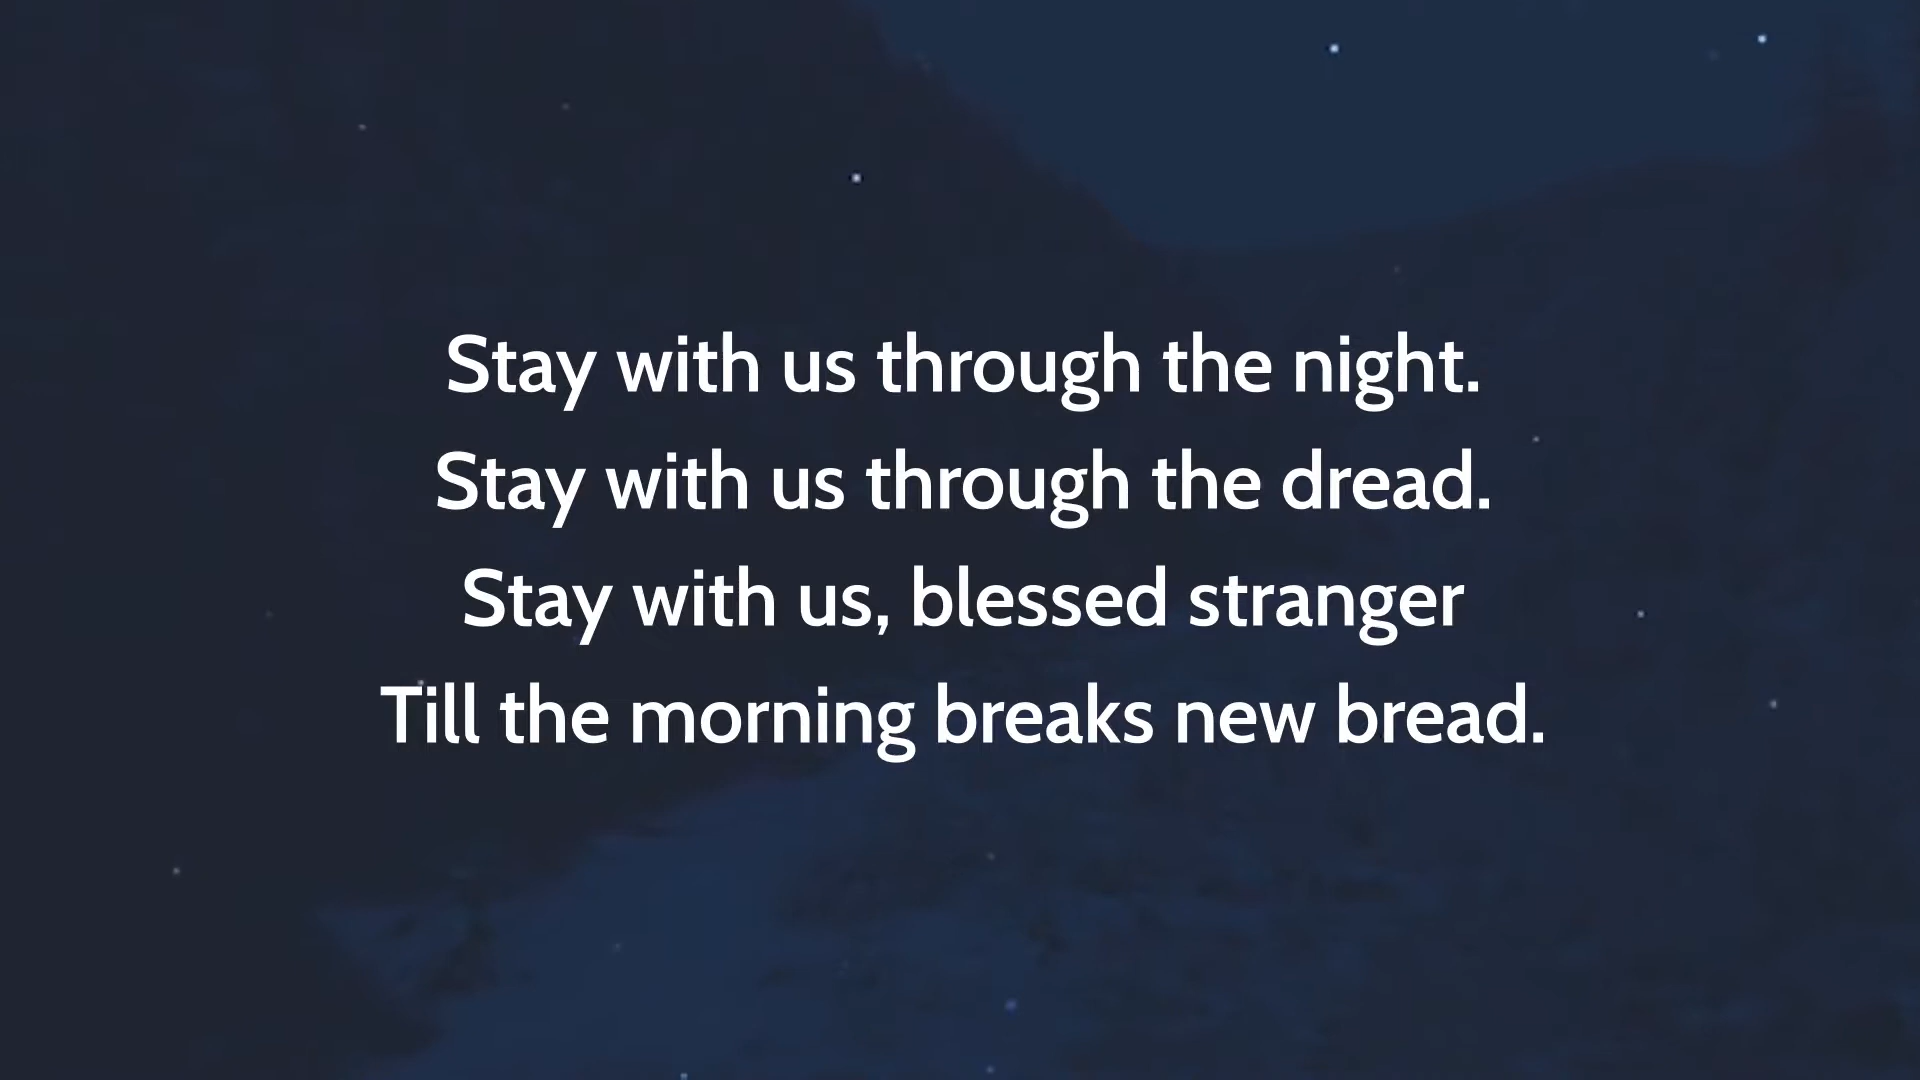 Stay with us through the night.
Stay with us through the dread.
Stay with us, blessed stranger
Till the morning breaks new bread.